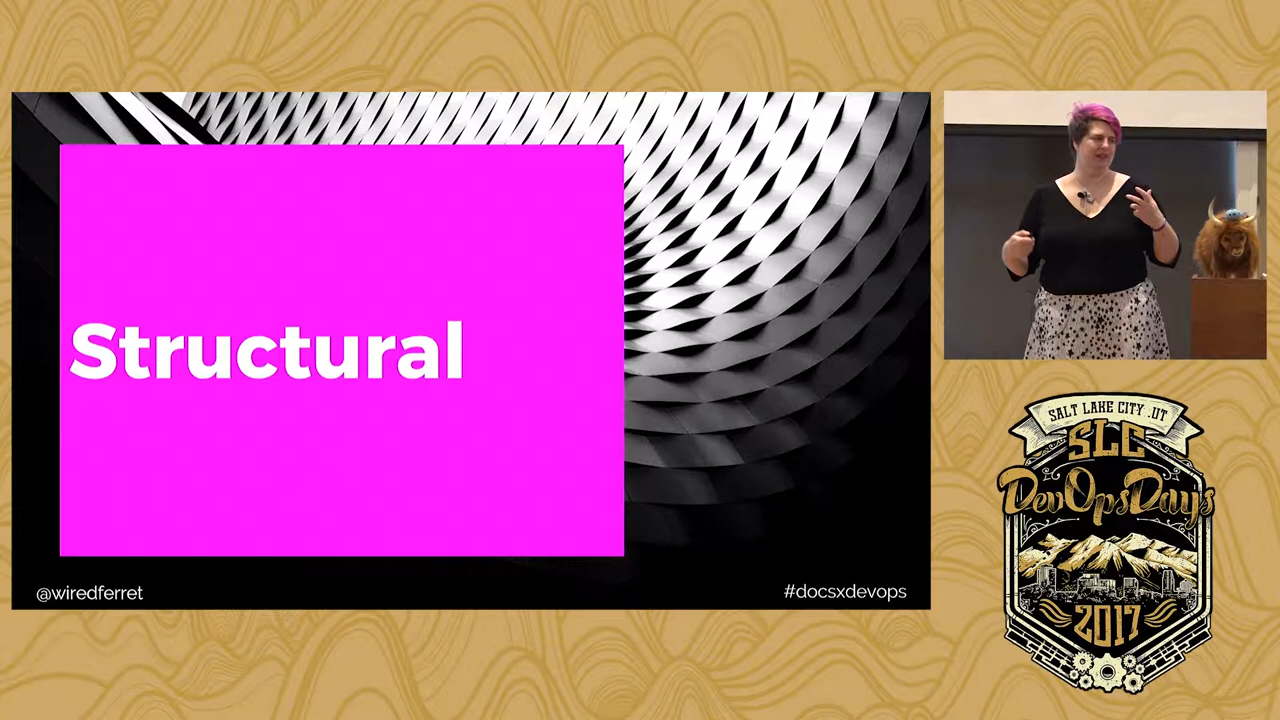 Structural
@wiredferret
#docsxdevops
SALT LAKE CITY .UT
SLC
DevOpsDays
2017